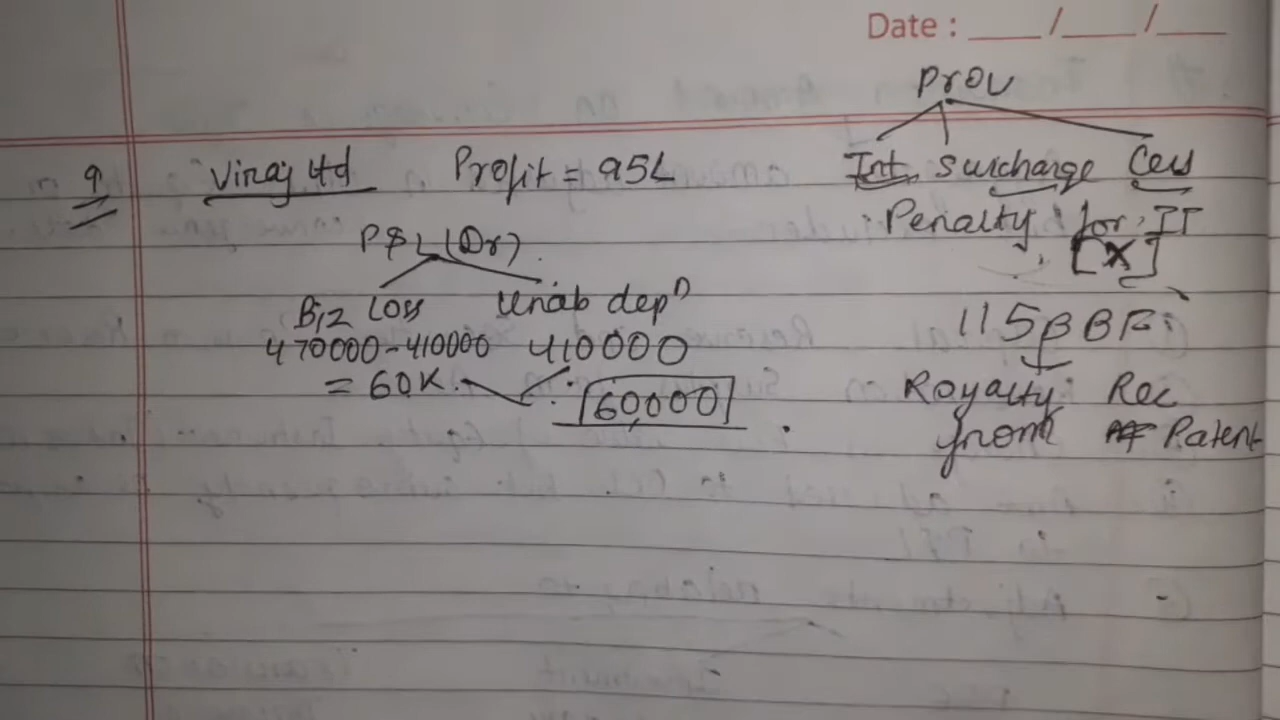 Date : ___/___/___
Prov
9 Viraj Ltd Profit = 95L
Int, Surcharge Cess
Penalty for IT
[X]
P&L (Dr)
Biz Loss Unab depn
470000-410000 410000
= 60K. 60,000
115BBF
Royalty Rec
from Patent